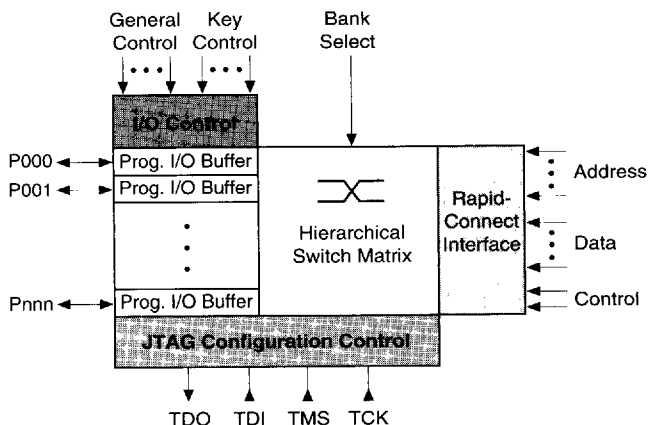 General Control
Key Control
Bank Select
I/O Control
P000
Prog. I/O Buffer
P001
Prog. I/O Buffer
Pnnn
Prog. I/O Buffer
Hierarchical
Switch Matrix
Rapid-
Connect
Interface
Address
Data
Control
JTAG Configuration Control
TDO
TDI
TMS
TCK